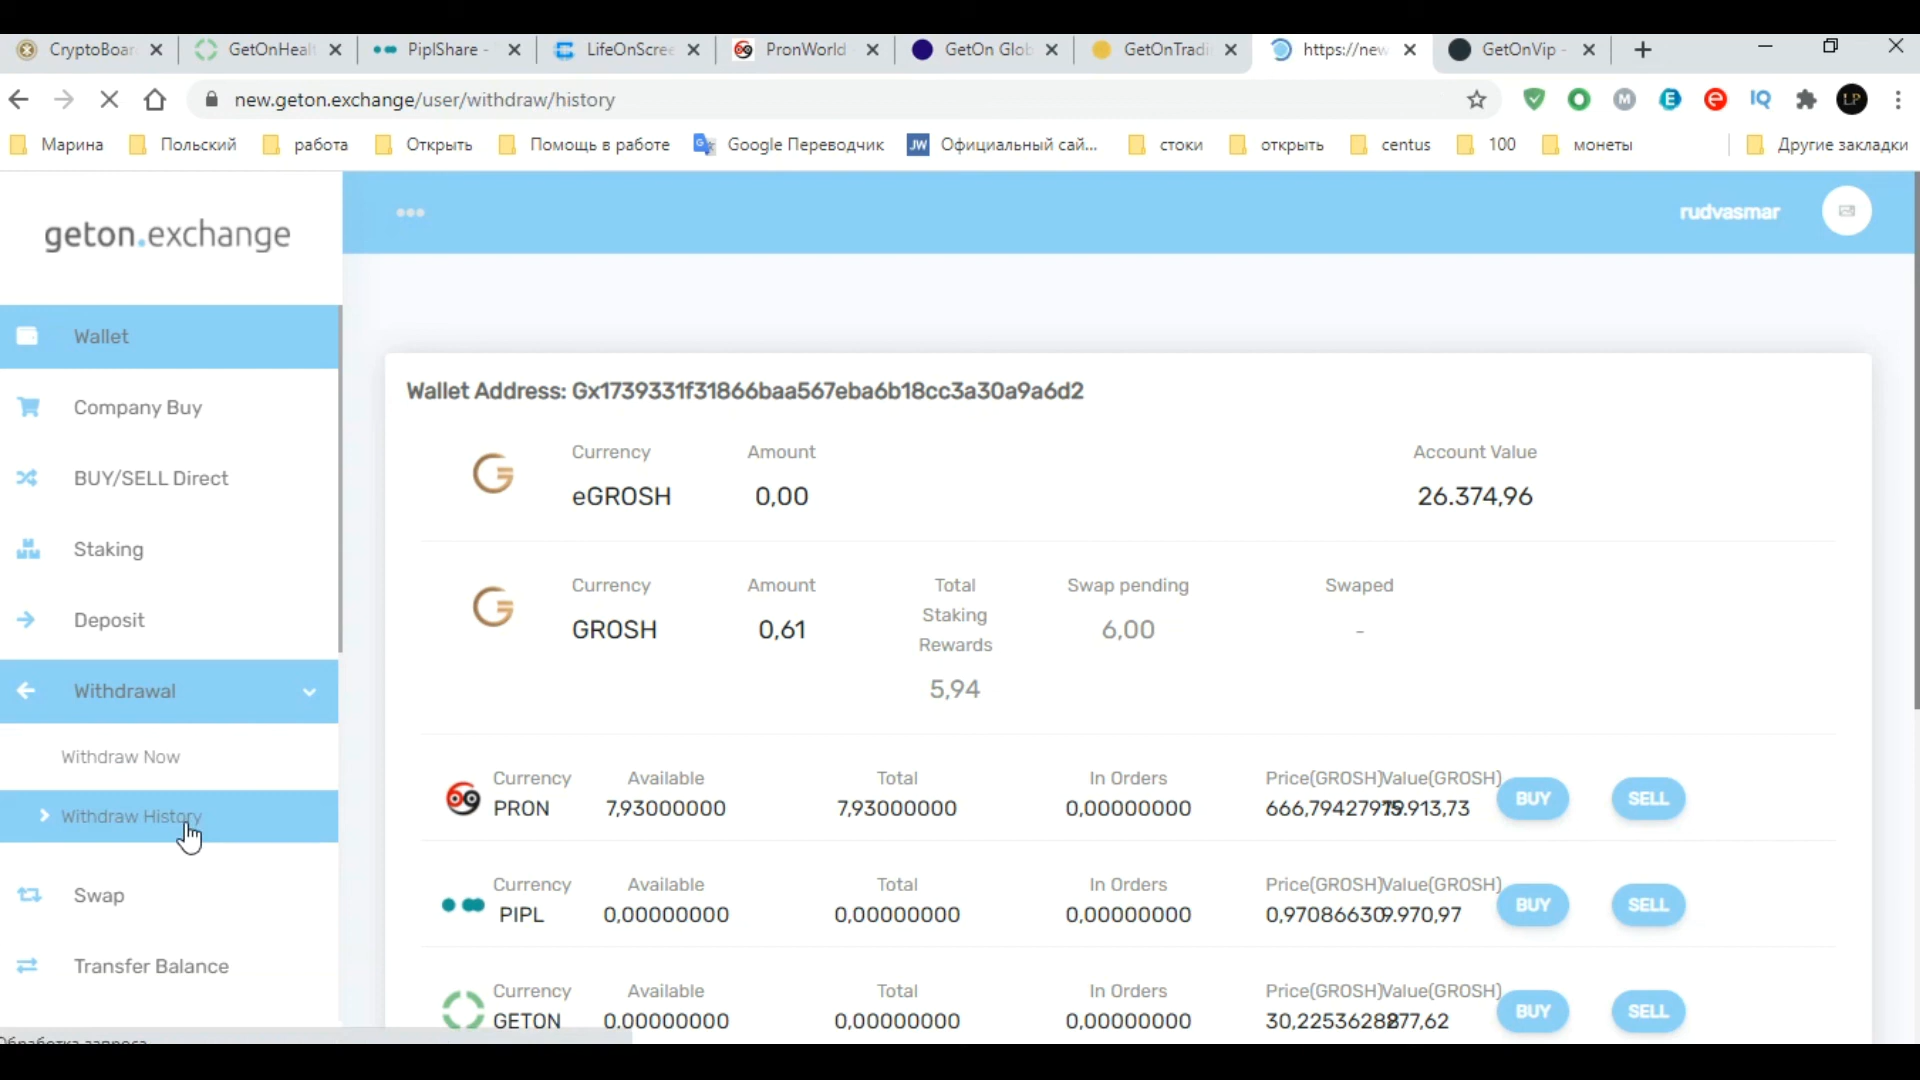 CryptoBoar GetOnHealt PiplShare - LifeOnScree PronWorld GetOn Glob GetOnTradi https://new GetOnVip -
new.geton.exchange/user/withdraw/history
Марина Польский работа Открыть Помощь в работе Google Переводчик JW Официальный сай... стоки открыть centus 100 монеты Другие закладки
geton.exchange
rudvasmar
Wallet
Company Buy
BUY/SELL Direct
Staking
Deposit
Withdrawal
Withdraw Now
Withdraw History
Swap
Transfer Balance
Wallet Address: Gx1739331f31866baa567eba6b18cc3a30a9a6d2
Currency Amount Account Value
eGROSH 0,00 26.374,96
Currency Amount Total Staking Rewards Swap pending Swaped
GROSH 0,61 5,94 6,00 -
Currency Available Total In Orders Price(GROSH) Value(GROSH)
PRON 7,93000000 7,93000000 0,00000000 BUY SELL
Currency Available Total In Orders Price(GROSH) Value(GROSH)
PIPL 0,00000000 0,00000000 0,00000000 BUY SELL
Currency Available Total In Orders Price(GROSH) Value(GROSH)
GETON 0,00000000 0,00000000 0,00000000 BUY SELL